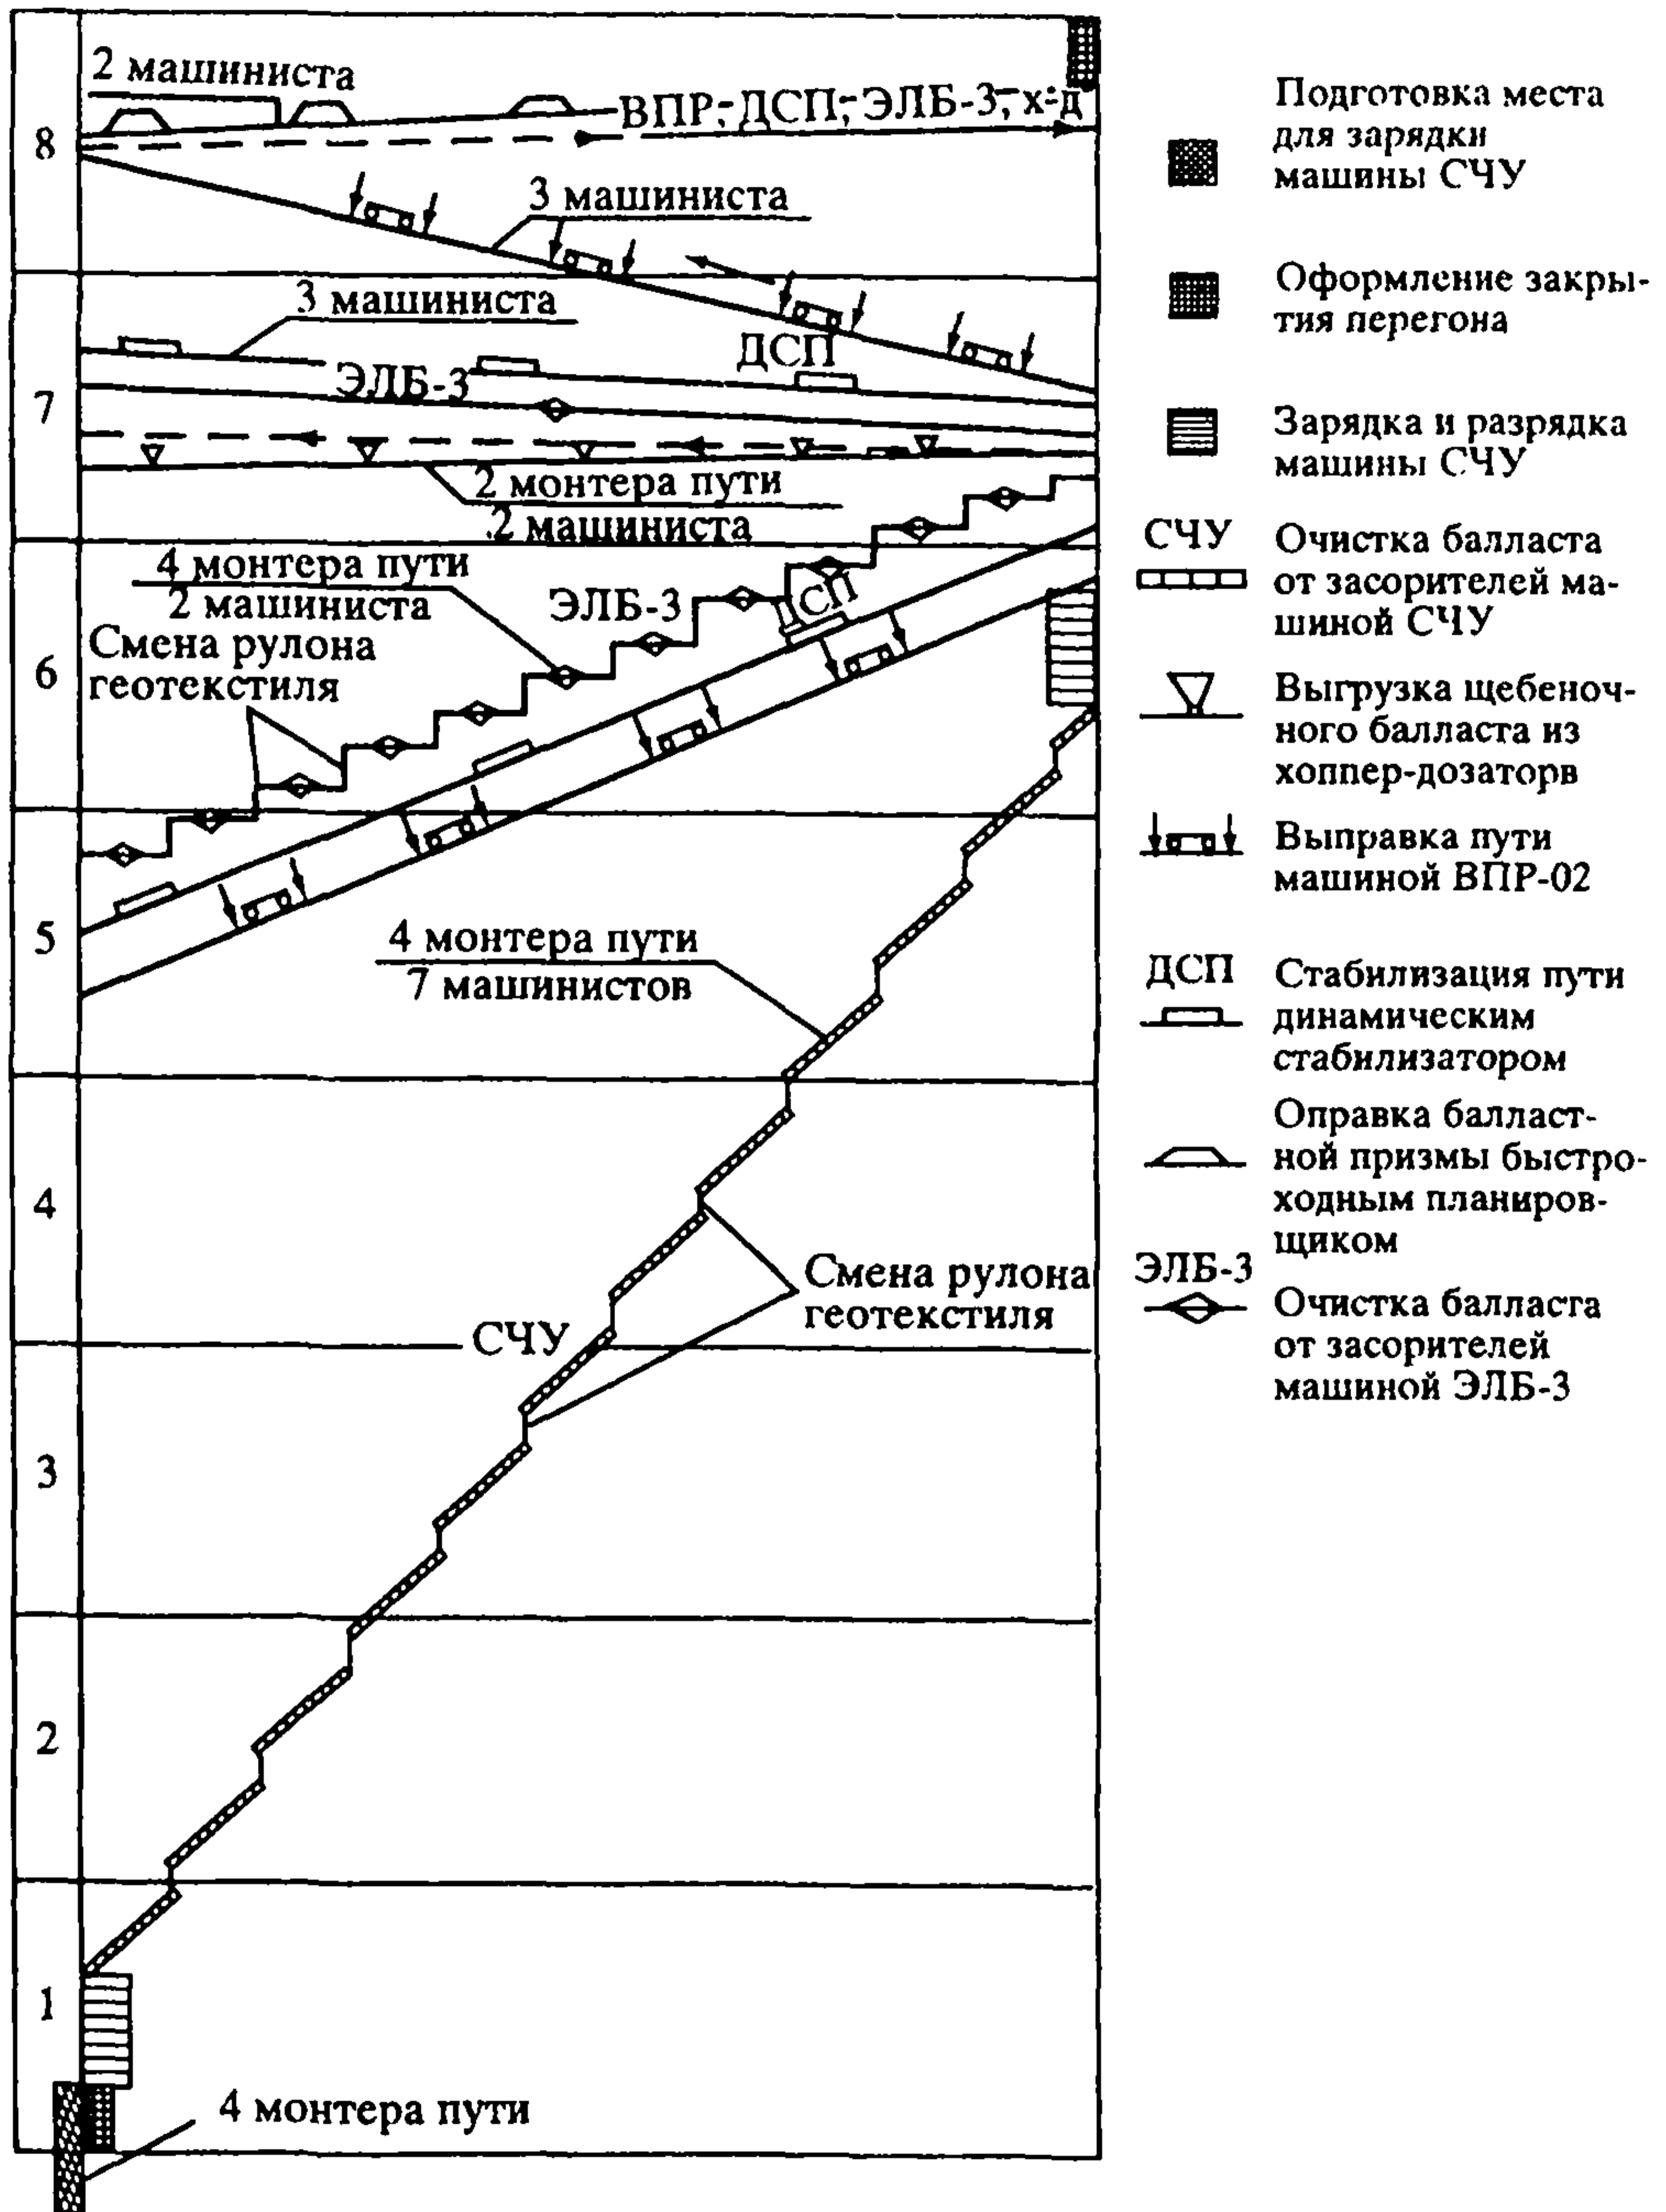 2 машиниста
ВПР, ДСП, ЭЛБ-3, х-д
8
3 машиниста
3 машиниста
ДСП
ЭЛБ-3
7
2 монтера пути
2 машиниста
4 монтера пути
2 машиниста
ЭЛБ-3
ДСП
Смена рулона
геотекстиля
6
5
4 монтера пути
7 машинистов
4
Смена рулона
геотекстиля
СЧУ
3
2
1
4 монтера пути
Подготовка места
для зарядки
машины СЧУ
Оформление закры-
тия перегона
Зарядка и разрядка
машины СЧУ
СЧУ
Очистка балласта
от засорителей ма-
шиной СЧУ
Выгрузка щебеноч-
ного балласта из
хоппер-дозаторв
Выправка пути
машиной ВПР-02
ДСП
Стабилизация пути
динамическим
стабилизатором
Оправка балласт-
ной призмы быстро-
ходным планиров-
щиком
ЭЛБ-3
Очистка балласта
от засорителей
машиной ЭЛБ-3